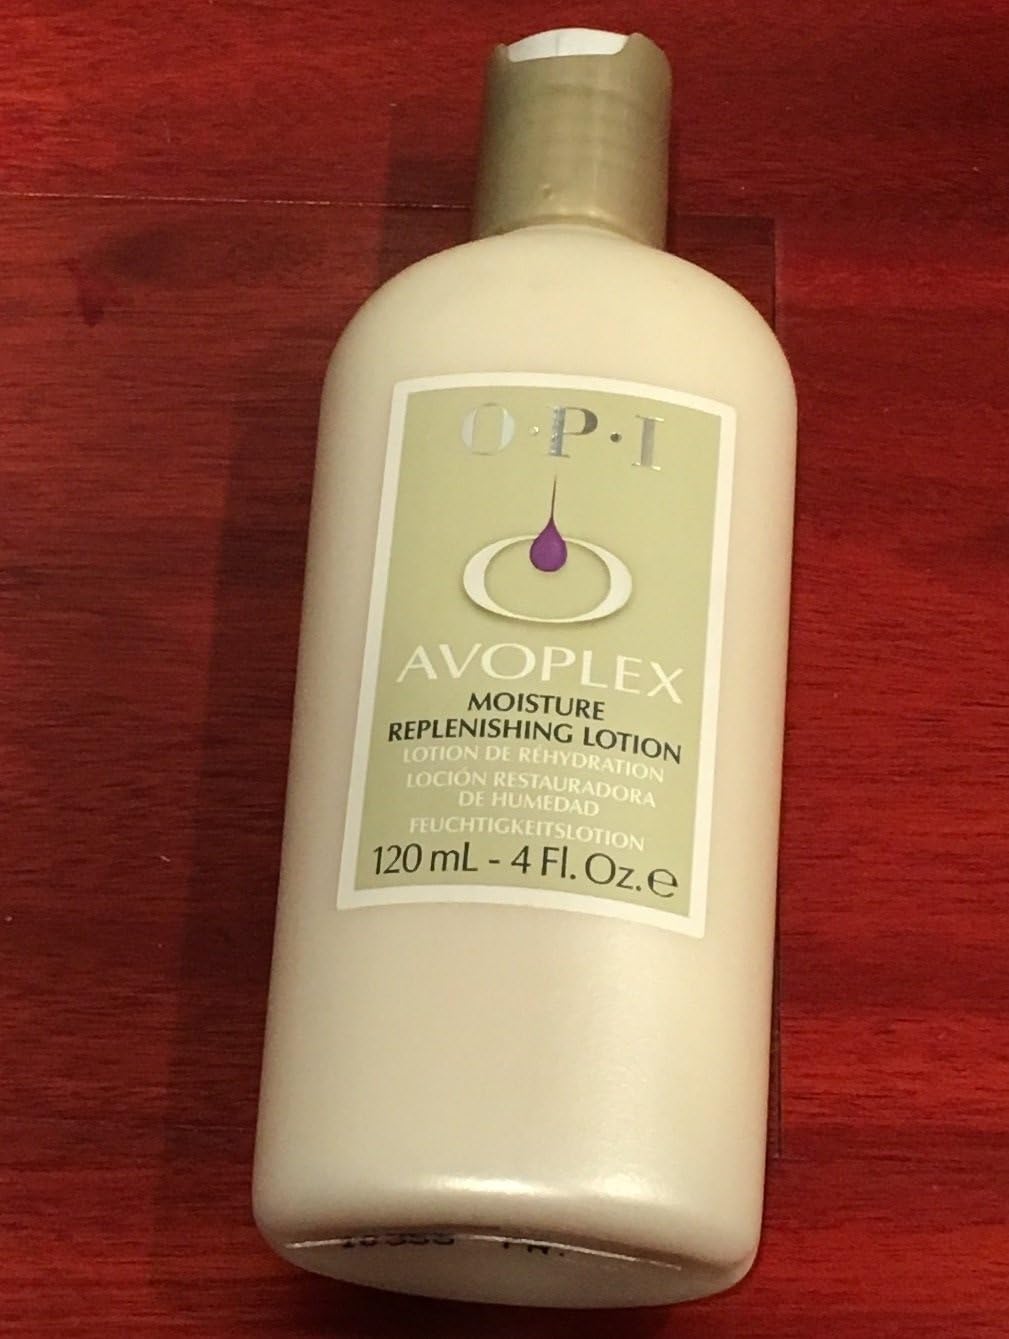 O·P·I
AVOPLEX
MOISTURE
REPLENISHING LOTION
LOTION DE RÉHYDRATION
LOCIÓN RESTAURADORA
DE HUMEDAD
FEUCHTIGKEITSLOTION
120 mL - 4 Fl. Oz. ℮